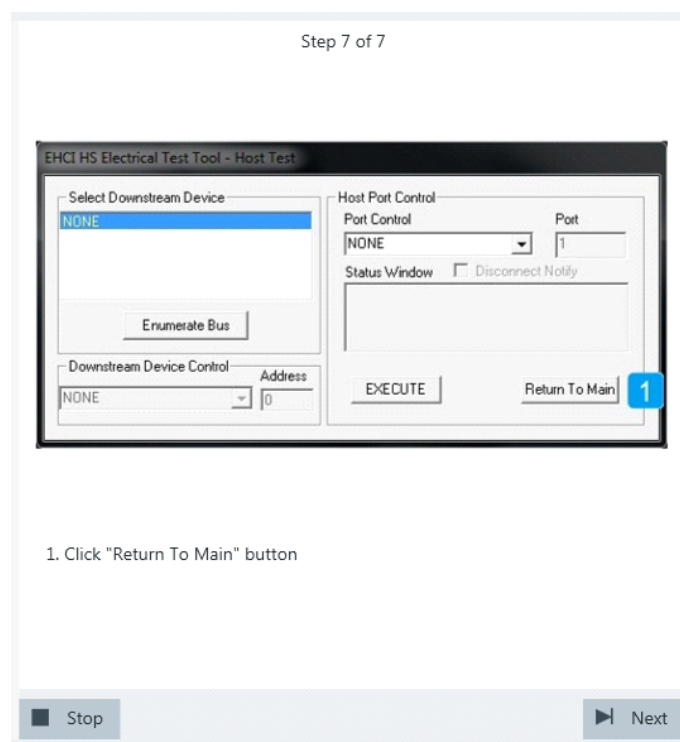 Step 7 of 7
EHCI HS Electrical Test Tool - Host Test
Select Downstream Device
NONE
Enumerate Bus
Downstream Device Control
Address
NONE
0
Host Port Control
Port Control
Port
NONE
1
Status Window
Disconnect Notify
EXECUTE
Return To Main
1
1. Click "Return To Main" button
Stop
Next